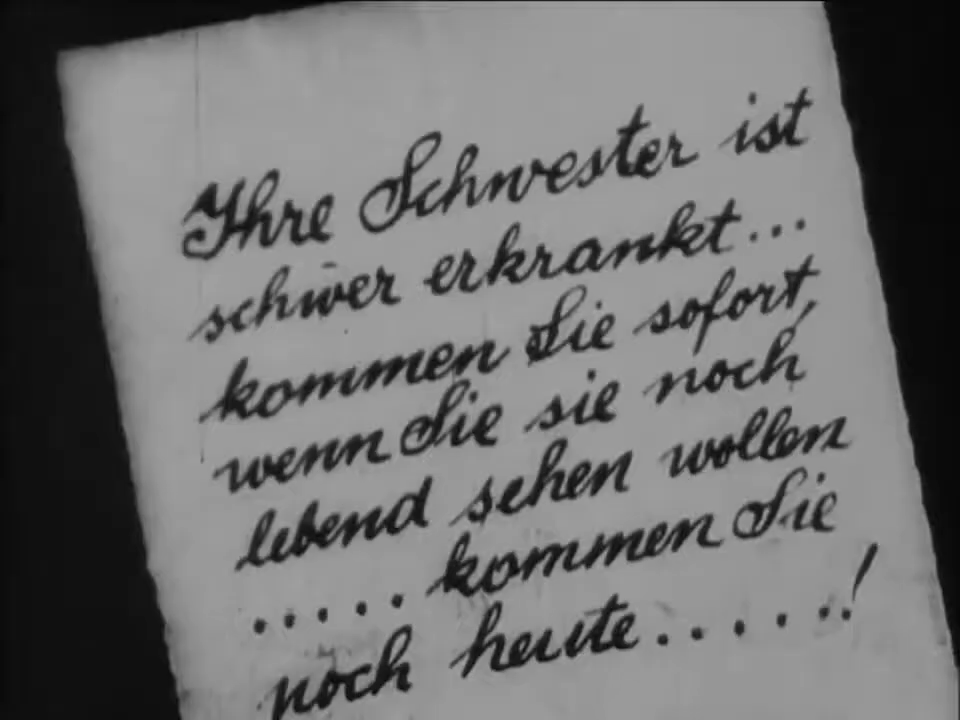 Ihre Schwester ist
schwer erkrankt...
kommen Sie sofort,
wenn Sie sie noch
lebend sehen wollen
.....kommen Sie
noch heute......!